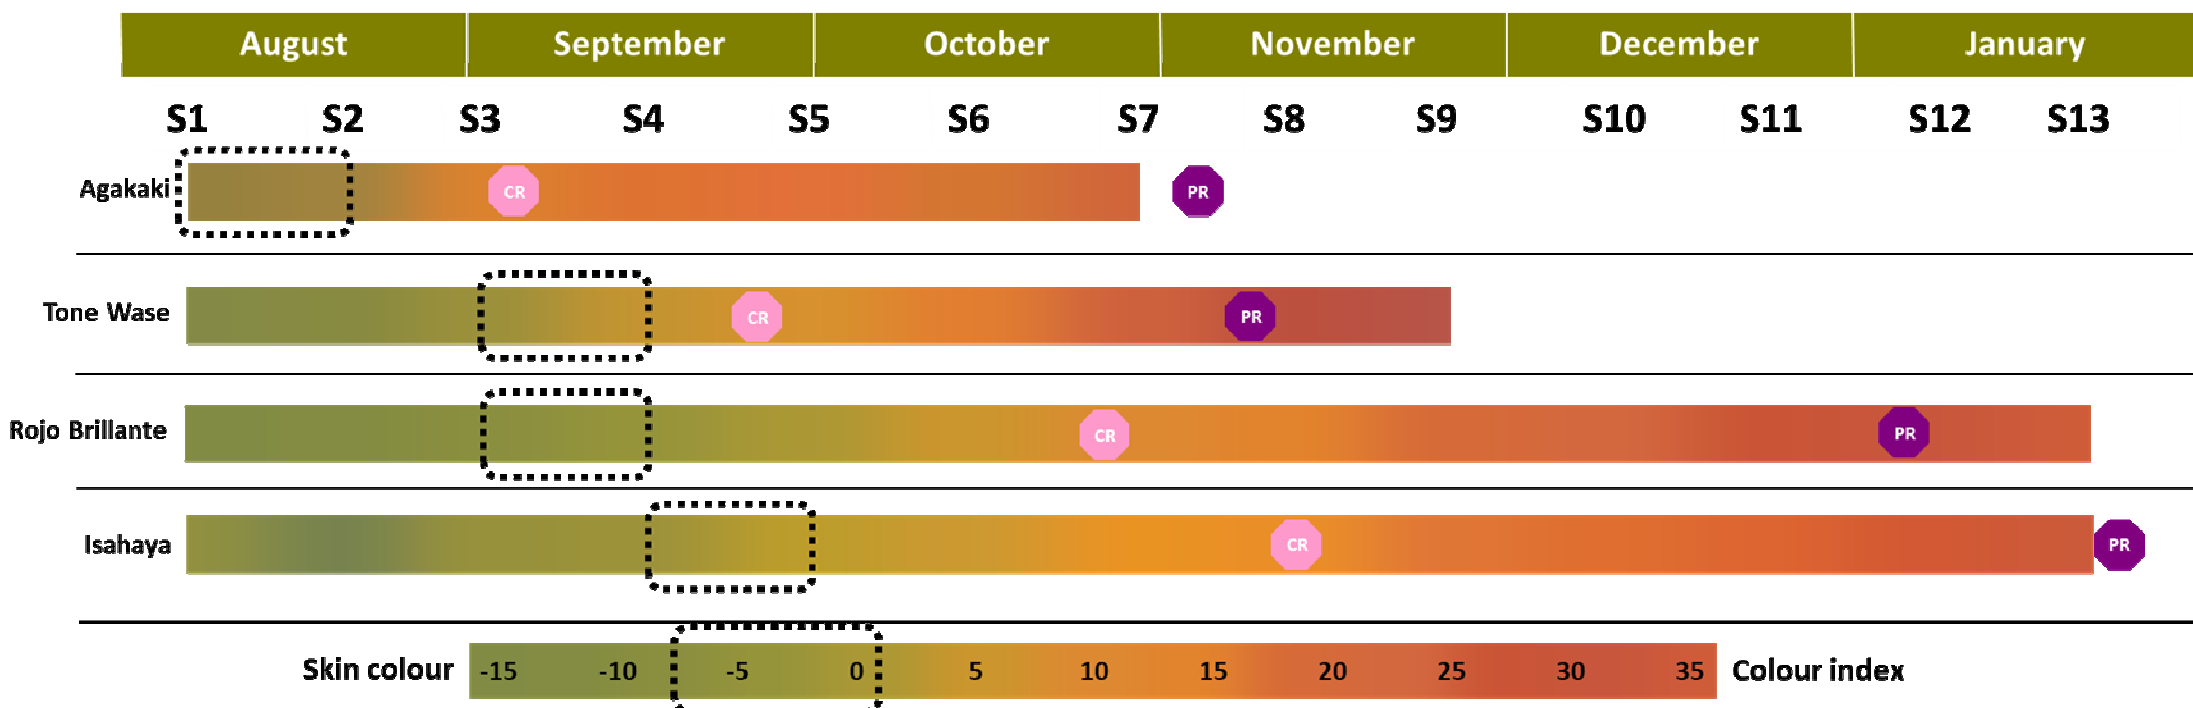 August September October November December January
S1 S2 S3 S4 S5 S6 S7 S8 S9 S10 S11 S12 S13
Agakaki CR PR
Tone Wase CR PR
Rojo Brillante CR PR
Isahaya CR PR
Skin colour -15 -10 -5 0 5 10 15 20 25 30 35 Colour index